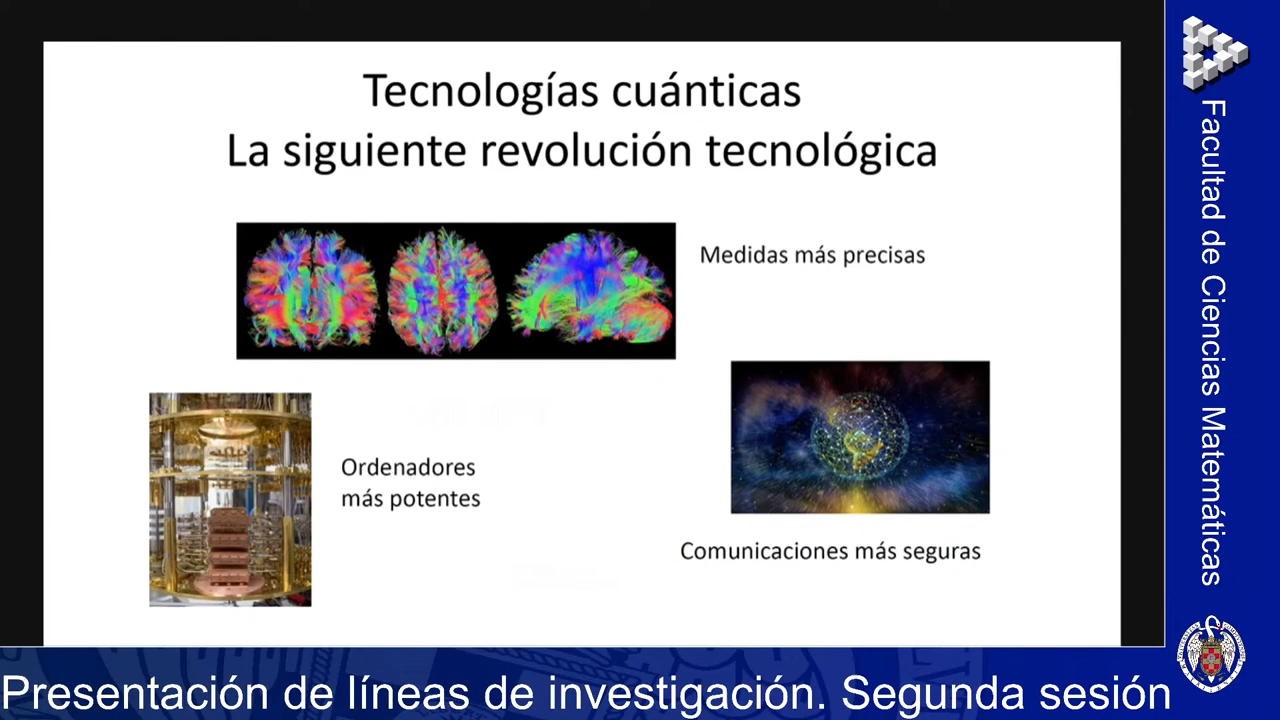 Tecnologías cuánticas
La siguiente revolución tecnológica
Medidas más precisas
Ordenadores
más potentes
Comunicaciones más seguras
Facultad de Ciencias Matemáticas
Presentación de líneas de investigación. Segunda sesión